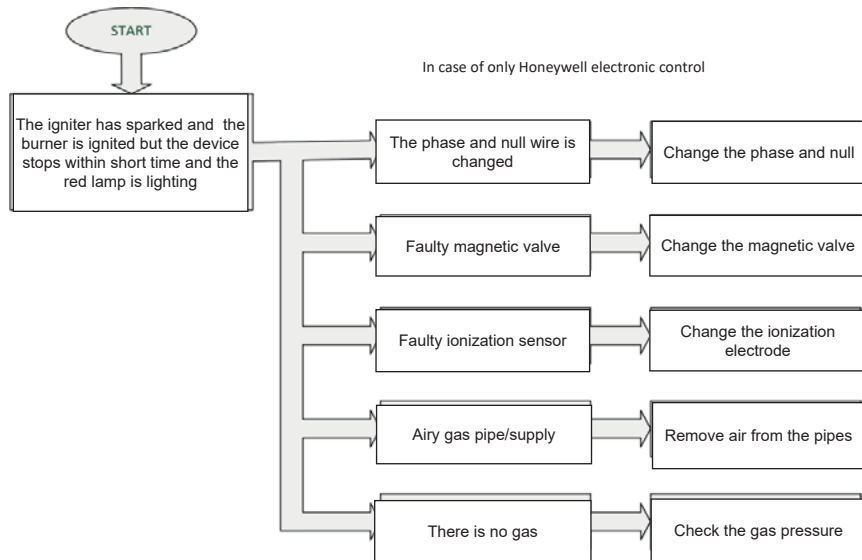 START
In case of only Honeywell electronic control
The igniter has sparked and the
burner is ignited but the device
stops within short time and the
red lamp is lighting
The phase and null wire is
changed
Change the phase and null
Faulty magnetic valve
Change the magnetic valve
Faulty ionization sensor
Change the ionization
electrode
Airy gas pipe/supply
Remove air from the pipes
There is no gas
Check the gas pressure